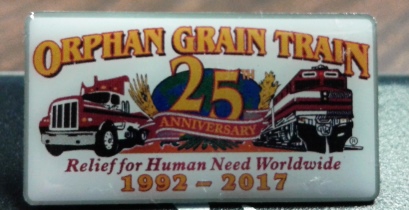 ORPHAN GRAIN TRAIN
25TH
ANNIVERSARY
Relief for Human Need Worldwide
1992 - 2017
®